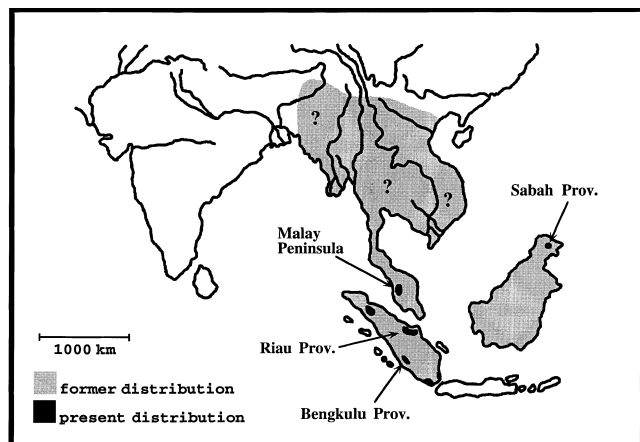 ?
?
?
Sabah Prov.
Malay
Peninsula
1000 km
Riau Prov.
former distribution
present distribution
Bengkulu Prov.